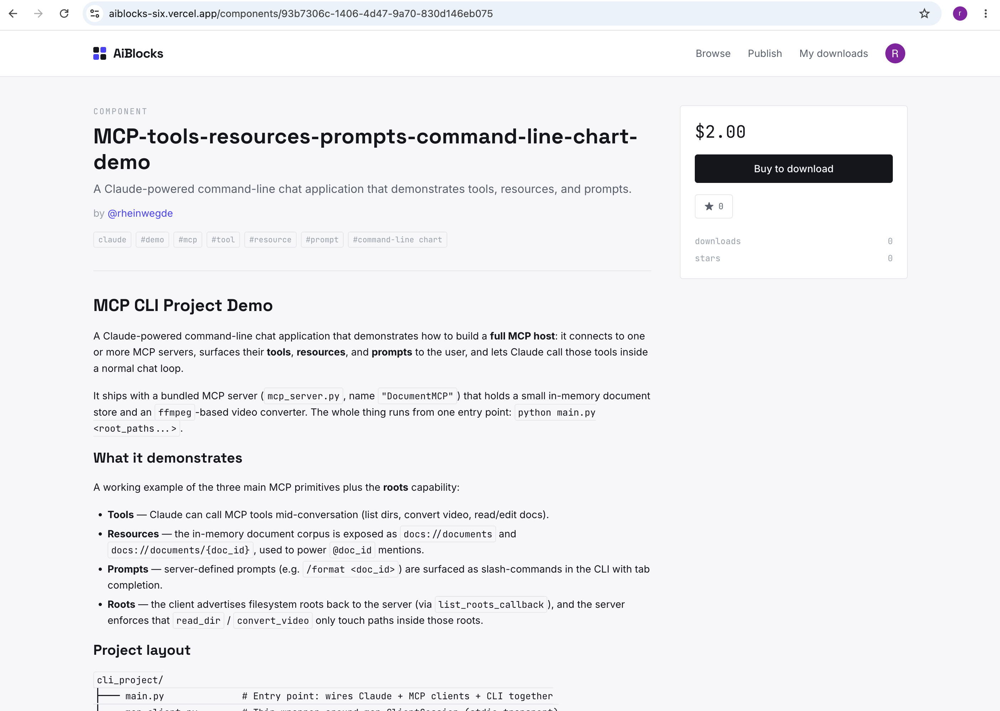 aiblocks-six.vercel.app/components/93b7306c-1406-4d47-9a70-830d146eb075
r
AiBlocks
Browse
Publish
My downloads
R
COMPONENT
MCP-tools-resources-prompts-command-line-chart-
demo
A Claude-powered command-line chat application that demonstrates tools, resources, and prompts.
by @rheinwegde
claude #demo #mcp #tool #resource #prompt #command-line chart
$2.00
Buy to download
★ 0
downloads 0
stars 0
MCP CLI Project Demo
A Claude-powered command-line chat application that demonstrates how to build a full MCP host: it connects to one
or more MCP servers, surfaces their tools, resources, and prompts to the user, and lets Claude call those tools inside
a normal chat loop.
It ships with a bundled MCP server ( mcp_server.py , name "DocumentMCP" ) that holds a small in-memory document
store and an ffmpeg -based video converter. The whole thing runs from one entry point: python main.py
<root_paths...> .
What it demonstrates
A working example of the three main MCP primitives plus the roots capability:
• Tools — Claude can call MCP tools mid-conversation (list dirs, convert video, read/edit docs).
• Resources — the in-memory document corpus is exposed as docs://documents and
docs://documents/{doc_id} , used to power @doc_id mentions.
• Prompts — server-defined prompts (e.g. /format <doc_id> ) are surfaced as slash-commands in the CLI with tab
completion.
• Roots — the client advertises filesystem roots back to the server (via list_roots_callback ), and the server
enforces that read_dir / convert_video only touch paths inside those roots.
Project layout
cli_project/
├── main.py # Entry point: wires Claude + MCP clients + CLI together